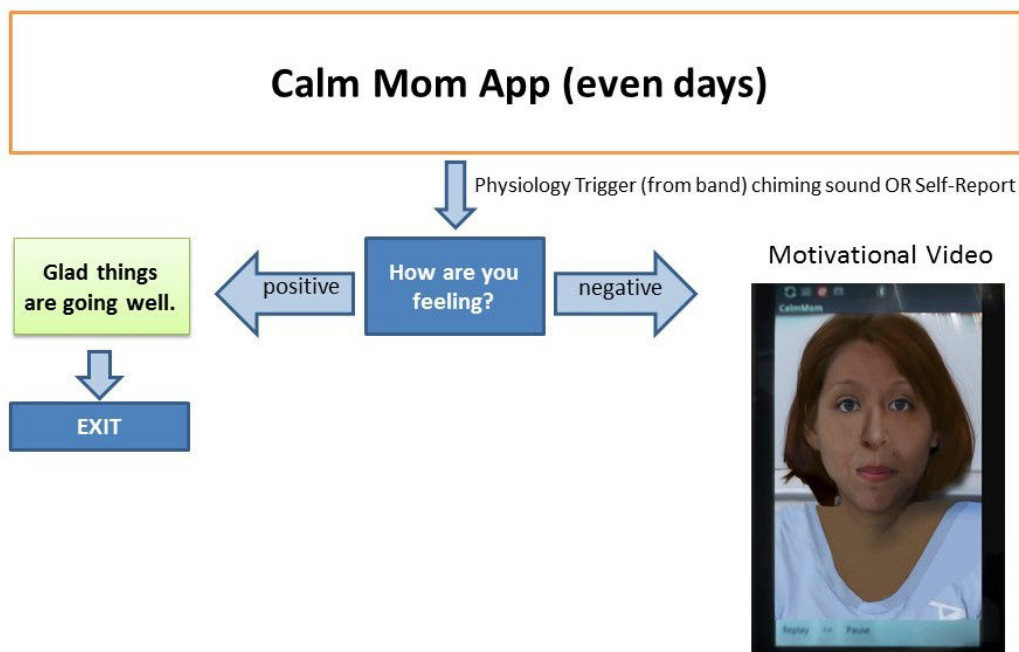 Calm Mom App (even days)
Physiology Trigger (from band) chiming sound OR Self-Report
Glad things
are going well.
positive
How are you
feeling?
negative
Motivational Video
EXIT
CalmMom
Replay << Pause